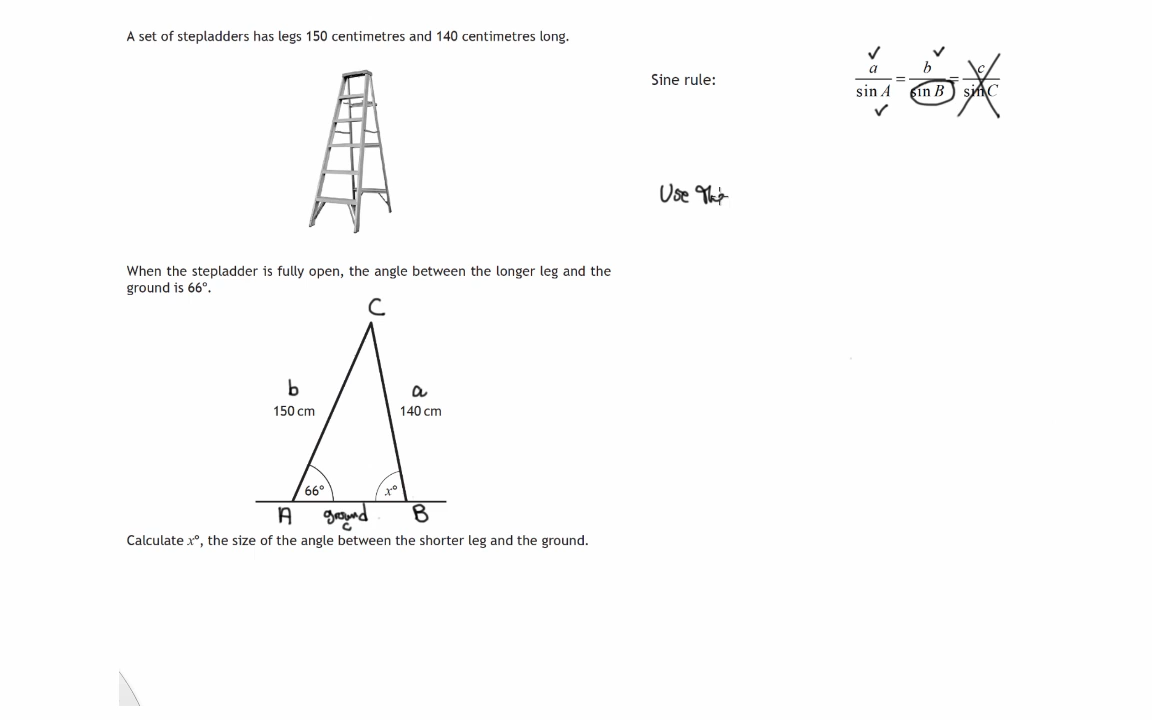 A set of stepladders has legs 150 centimetres and 140 centimetres long.
Sine rule:
a/sin A = b/sin B = c/sin C
Use
When the stepladder is fully open, the angle between the longer leg and the
ground is 66°.
C
b
a
150 cm
140 cm
66°
x°
A
ground
B
c
Calculate x°, the size of the angle between the shorter leg and the ground.